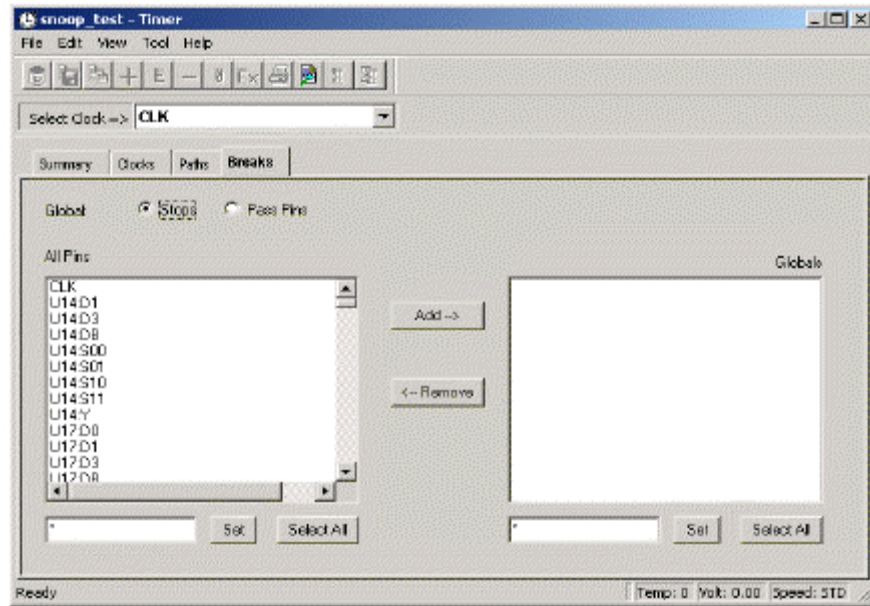 snoop_test - Timer
File Edit View Tool Help
Select Clock --> CLK
Summary Clocks Paths Breaks
Global Stops Pass Pins
All Pins
Globals
CLK
U14:D1
U14:D3
U14:DB
U14:S00
U14:S01
U14:S10
U14:S11
U14:Y
U17:D0
U17:D1
U17:D3
U17:DB
Add -->
<-- Remove
* Set Select All
* Set Select All
Ready Temp: 0 Volt: 0.00 Speed: STD